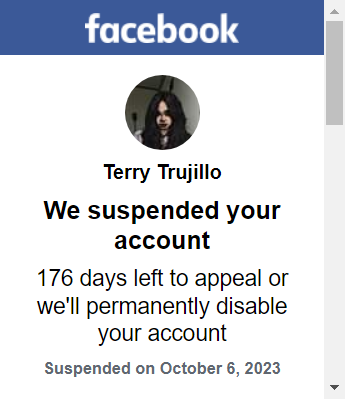 facebook
Terry Trujillo
We suspended your
account
176 days left to appeal or
we'll permanently disable
your account
Suspended on October 6, 2023